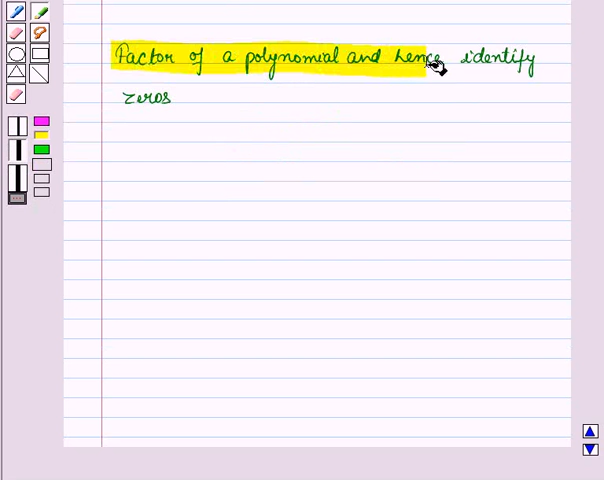 Factor of a polynomial and hence identify
zeros